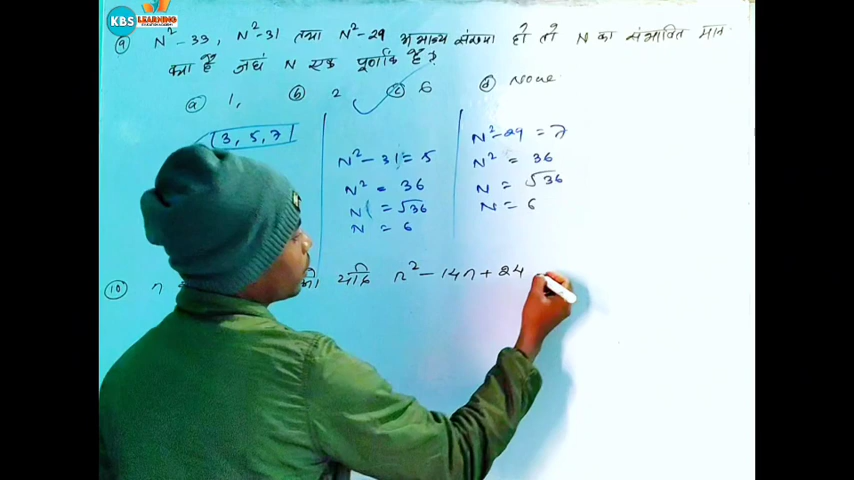 KBS LEARNING
9 N² - 33, N² - 31 तथा N² - 29 अभाज्य संख्या हो तो N का संभावित मान
क्या है जहां N एक पूर्णांक है ?
a 1, b 2 c 6 d None
3, 5, 7
N² - 31 = 5
N² = 36
N = √36
N = 6
N² - 29 = 7
N² = 36
N = √36
N = 6
10 n यदि n² - 14n + 24